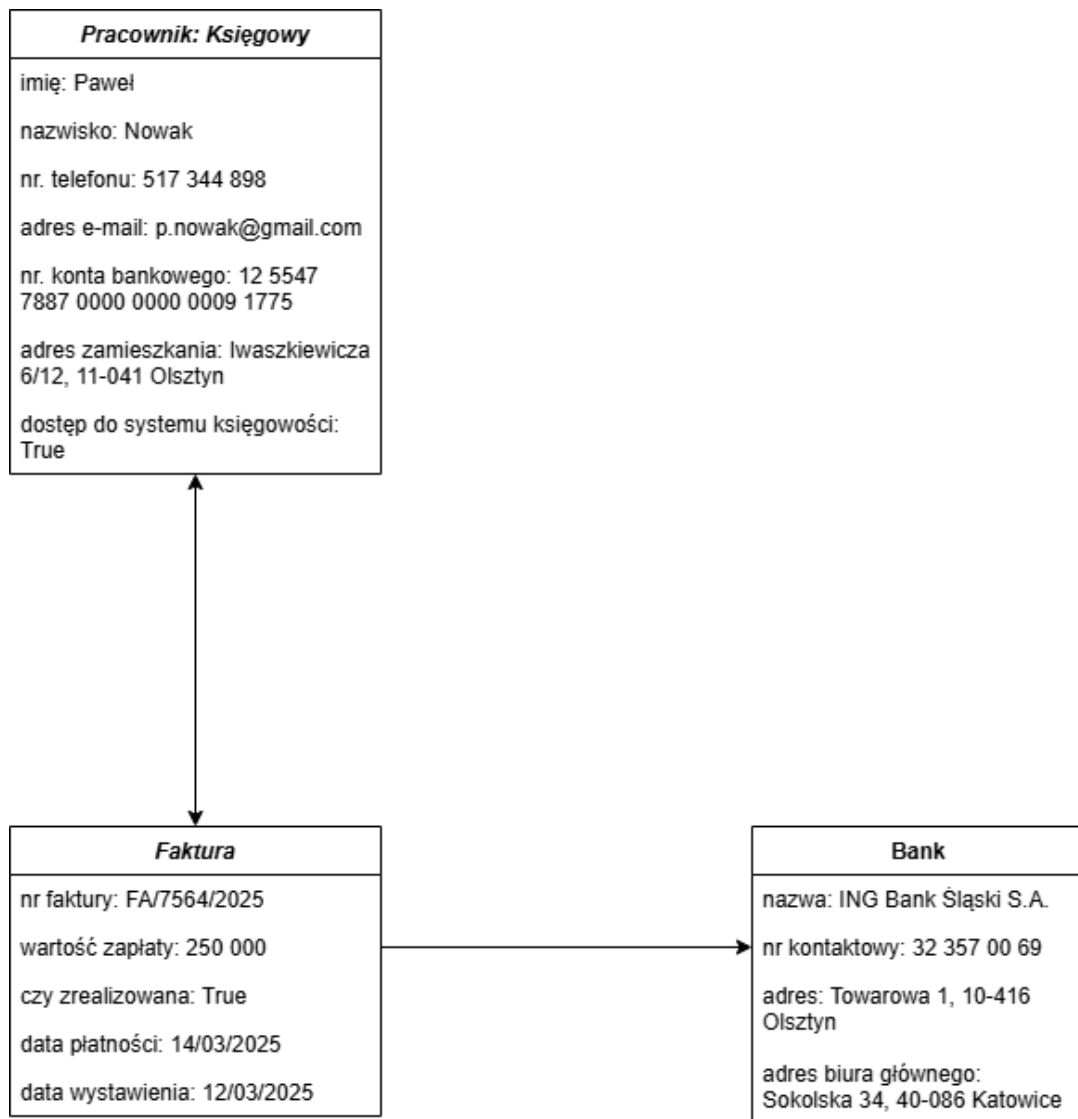 Pracownik: Księgowy
imię: Paweł
nazwisko: Nowak
nr. telefonu: 517 344 898
adres e-mail: p.nowak@gmail.com
nr. konta bankowego: 12 5547
7887 0000 0000 0009 1775
adres zamieszkania: Iwaszkiewicza
6/12, 11-041 Olsztyn
dostęp do systemu księgowości:
True
Faktura
nr faktury: FA/7564/2025
wartość zapłaty: 250 000
czy zrealizowana: True
data płatności: 14/03/2025
data wystawienia: 12/03/2025
Bank
nazwa: ING Bank Śląski S.A.
nr kontaktowy: 32 357 00 69
adres: Towarowa 1, 10-416
Olsztyn
adres biura głównego:
Sokolska 34, 40-086 Katowice